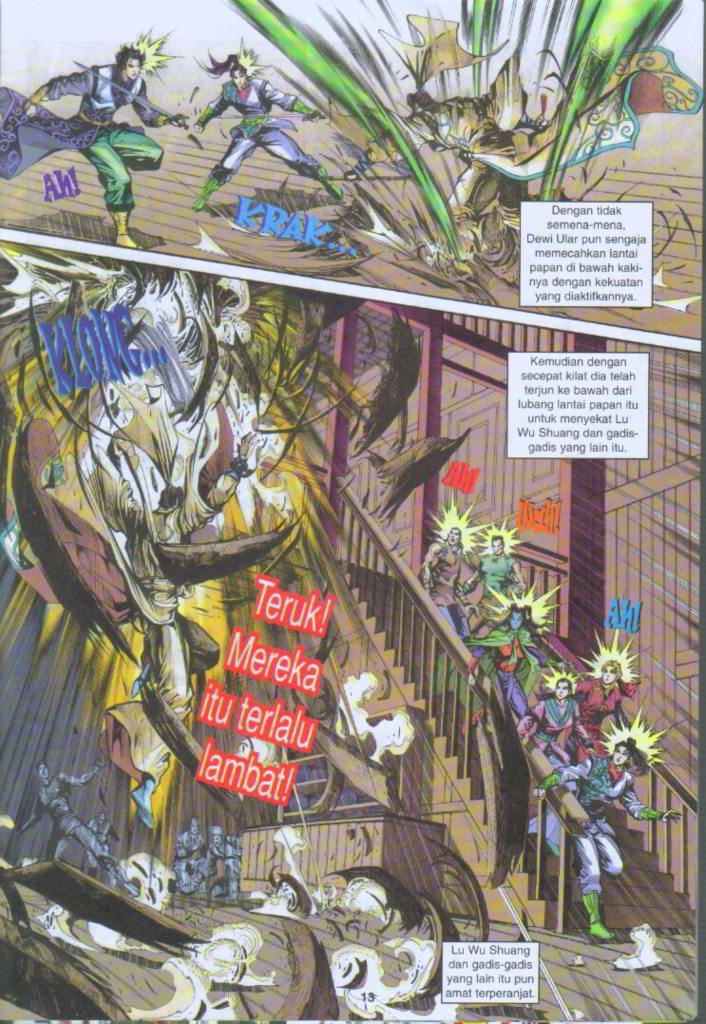 AH!
KRAK...
Dengan tidak
semena-mena,
Dewi Ular pun sengaja
memecahkan lantai
papan di bawah kaki-
nya dengan kekuatan
yang diaktifkannya.
KLONG...
Kemudian dengan
secepat kilat dia telah
terjun ke bawah dari
lubang lantai papan itu
untuk menyekat Lu
Wu Shuang dan gadis-
gadis yang lain itu.
AH!
AH!
Teruk!
Mereka
itu terlalu
lambat!
Lu Wu Shuang
dan gadis-gadis
yang lain itu pun
amat terperanjat.
13